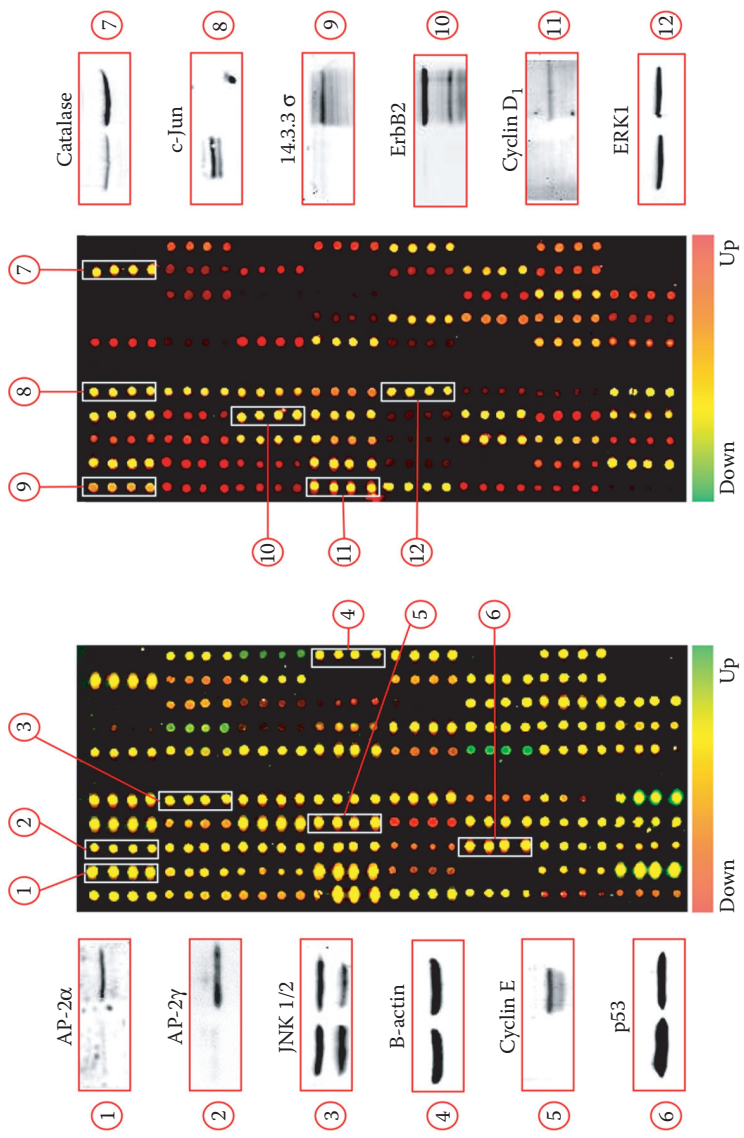 7
8
9
10
11
12
Catalase
c-Jun
14.3.3 σ
ErbB2
Cyclin D1
ERK1
7
8
9
10
11
12
Down
Up
1
2
3
4
5
6
Down
Up
AP-2α
AP-2γ
JNK 1/2
B-actin
Cyclin E
p53
1
2
3
4
5
6